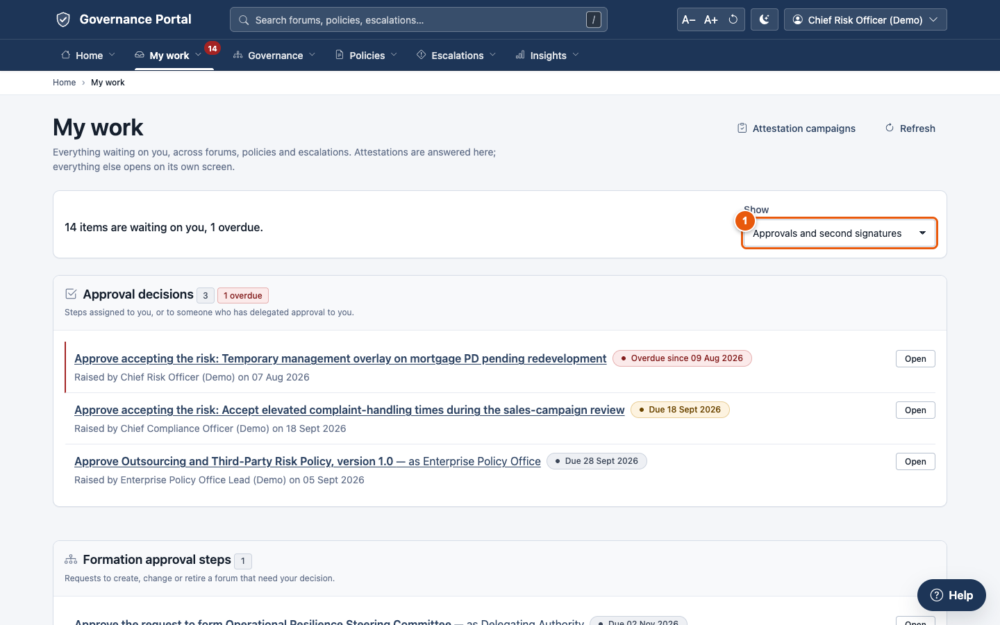 Governance Portal
Search forums, policies, escalations...
/
A–
A+
Chief Risk Officer (Demo)
Home
My work
14
Governance
Policies
Escalations
Insights
Home › My work
My work
Attestation campaigns
Refresh
Everything waiting on you, across forums, policies and escalations. Attestations are answered here;
everything else opens on its own screen.
14 items are waiting on you, 1 overdue.
Show
1
Approvals and second signatures
Approval decisions 3 1 overdue
Steps assigned to you, or to someone who has delegated approval to you.
Approve accepting the risk: Temporary management overlay on mortgage PD pending redevelopment Overdue since 09 Aug 2026
Open
Raised by Chief Risk Officer (Demo) on 07 Aug 2026
Approve accepting the risk: Accept elevated complaint-handling times during the sales-campaign review Due 18 Sept 2026
Open
Raised by Chief Compliance Officer (Demo) on 18 Sept 2026
Approve Outsourcing and Third-Party Risk Policy, version 1.0 — as Enterprise Policy Office Due 28 Sept 2026
Open
Raised by Enterprise Policy Office Lead (Demo) on 05 Sept 2026
Formation approval steps 1
Requests to create, change or retire a forum that need your decision.
Help
Approve the request to form Operational Resilience Steering Committee — as Delegating Authority Due 02 Nov 2026
Open